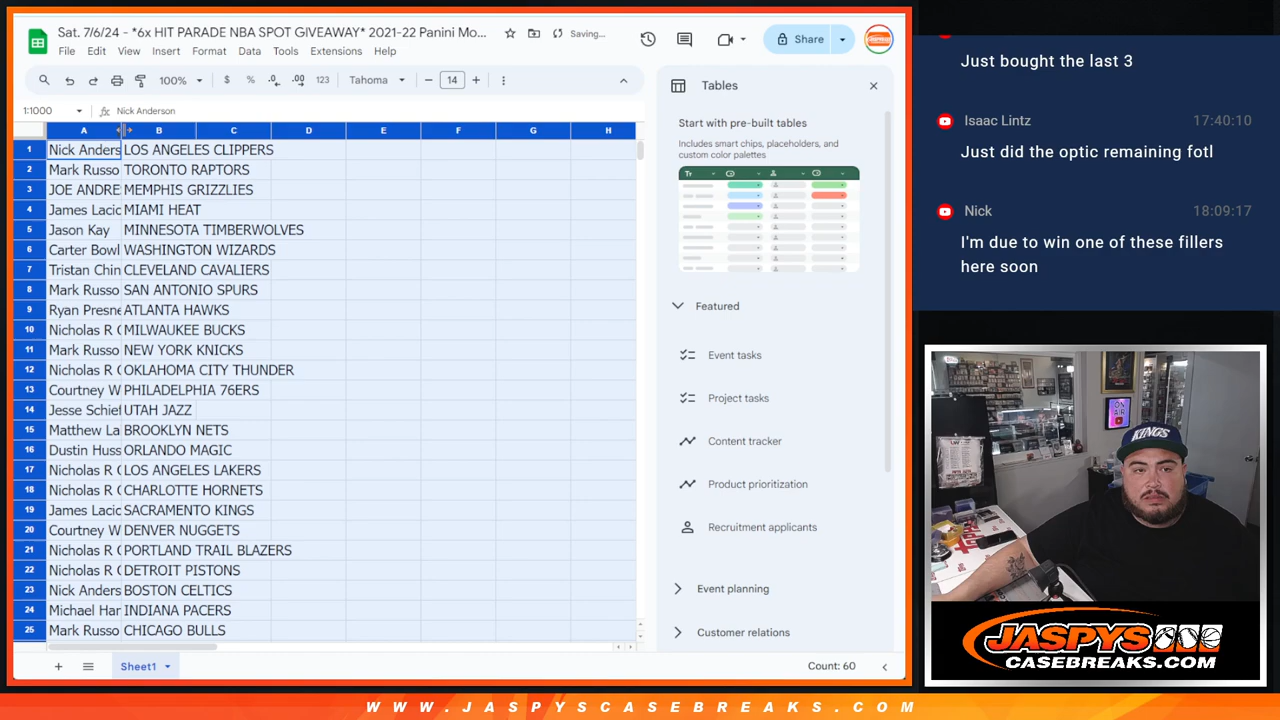 Sat. 7/6/24 - *6x HIT PARADE NBA SPOT GIVEAWAY* 2021-22 Panini Mo...
Saving...
Share
File Edit View Insert Format Data Tools Extensions Help
100% $ % .0 .00 123 Tahoma 14
1:1000 fx Nick Anderson
A B C D E F G H
1 Nick Anders LOS ANGELES CLIPPERS
2 Mark Russo TORONTO RAPTORS
3 JOE ANDRE MEMPHIS GRIZZLIES
4 James Lacic MIAMI HEAT
5 Jason Kay MINNESOTA TIMBERWOLVES
6 Carter Bowl WASHINGTON WIZARDS
7 Tristan Chin CLEVELAND CAVALIERS
8 Mark Russo SAN ANTONIO SPURS
9 Ryan Presne ATLANTA HAWKS
10 Nicholas R C MILWAUKEE BUCKS
11 Mark Russo NEW YORK KNICKS
12 Nicholas R C OKLAHOMA CITY THUNDER
13 Courtney W PHILADELPHIA 76ERS
14 Jesse Schief UTAH JAZZ
15 Matthew La BROOKLYN NETS
16 Dustin Huss ORLANDO MAGIC
17 Nicholas R C LOS ANGELES LAKERS
18 Nicholas R C CHARLOTTE HORNETS
19 James Lacic SACRAMENTO KINGS
20 Courtney W DENVER NUGGETS
21 Nicholas R C PORTLAND TRAIL BLAZERS
22 Nicholas R C DETROIT PISTONS
23 Nick Anders BOSTON CELTICS
24 Michael Har INDIANA PACERS
25 Mark Russo CHICAGO BULLS
Sheet1
Count: 60
Tables
Start with pre-built tables
Includes smart chips, placeholders, and
custom color palettes
Tr
Featured
Event tasks
Project tasks
Content tracker
Product prioritization
Recruitment applicants
Event planning
Customer relations
Just bought the last 3
Isaac Lintz 17:40:10
Just did the optic remaining fotl
Nick 18:09:17
I'm due to win one of these fillers
here soon
ON
AIR
KINGS
JASPYS
CASEBREAKS.COM
WWW.JASPYSCASEBREAKS.COM